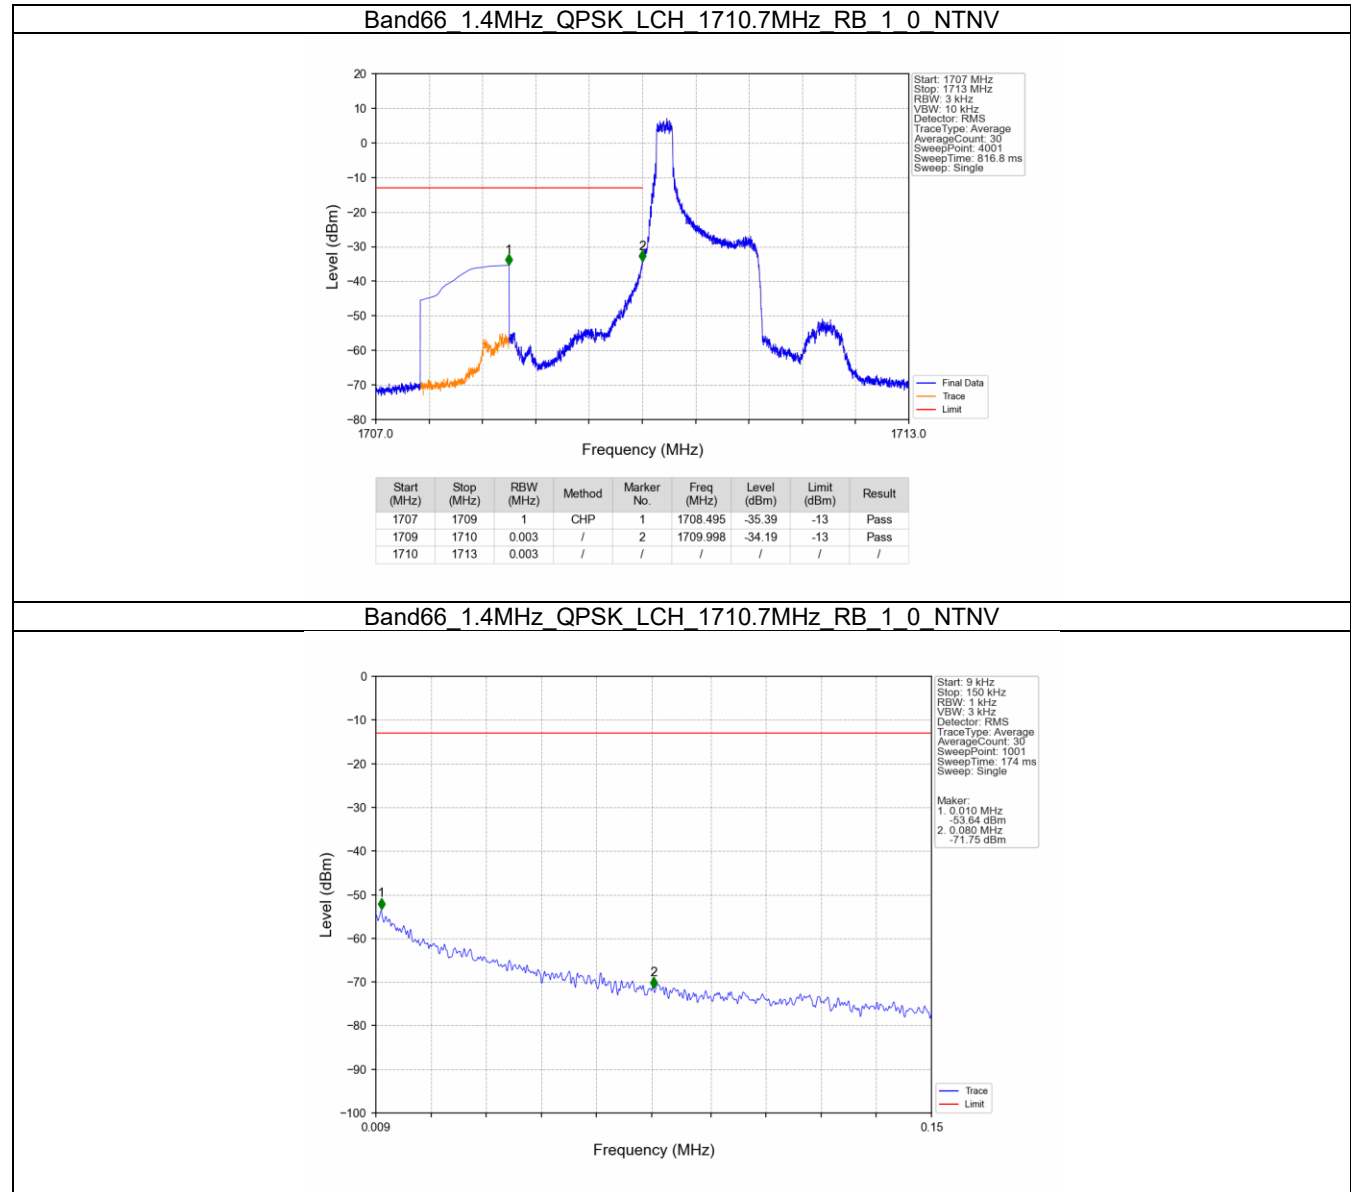 Band66_1.4MHz_QPSK_LCH_1710.7MHz_RB_1_0_NTNV
Start: 1707 MHz
Stop: 1713 MHz
RBW: 3 kHz
VBW: 10 kHz
Detector: RMS
TraceType: Average
AverageCount: 30
SweepPoint: 4001
SweepTime: 816.8 ms
Sweep: Single
20
10
0
−10
−20
−30
−40
−50
−60
−70
−80
Level (dBm)
1
2
Final Data
Trace
Limit
1707.0 1713.0
Frequency (MHz)
Start (MHz) Stop (MHz) RBW (MHz) Method Marker No. Freq (MHz) Level (dBm) Limit (dBm) Result
1707 1709 1 CHP 1 1708.495 -35.39 -13 Pass
1709 1710 0.003 / 2 1709.998 -34.19 -13 Pass
1710 1713 0.003 / / / / / /
Band66_1.4MHz_QPSK_LCH_1710.7MHz_RB_1_0_NTNV
Start: 9 kHz
Stop: 150 kHz
RBW: 1 kHz
VBW: 3 kHz
Detector: RMS
TraceType: Average
AverageCount: 30
SweepPoint: 1001
SweepTime: 174 ms
Sweep: Single
Maker:
1. 0.010 MHz
-53.64 dBm
2. 0.080 MHz
-71.75 dBm
0
−10
−20
−30
−40
−50
−60
−70
−80
−90
−100
Level (dBm)
1
2
Trace
Limit
0.009 0.15
Frequency (MHz)